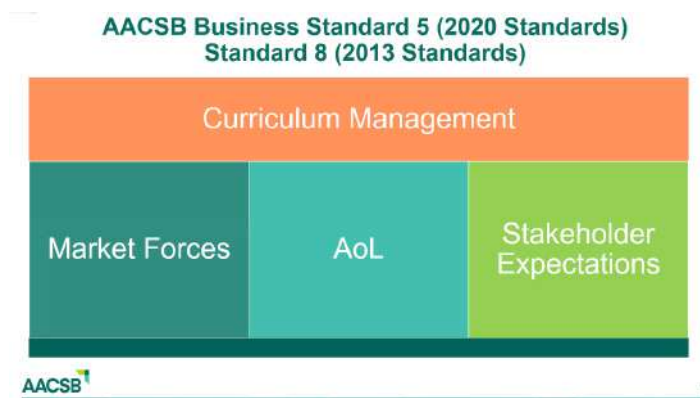 AACSB Business Standard 5 (2020 Standards)
Standard 8 (2013 Standards)
Curriculum Management
Market Forces
AoL
Stakeholder
Expectations
AACSB